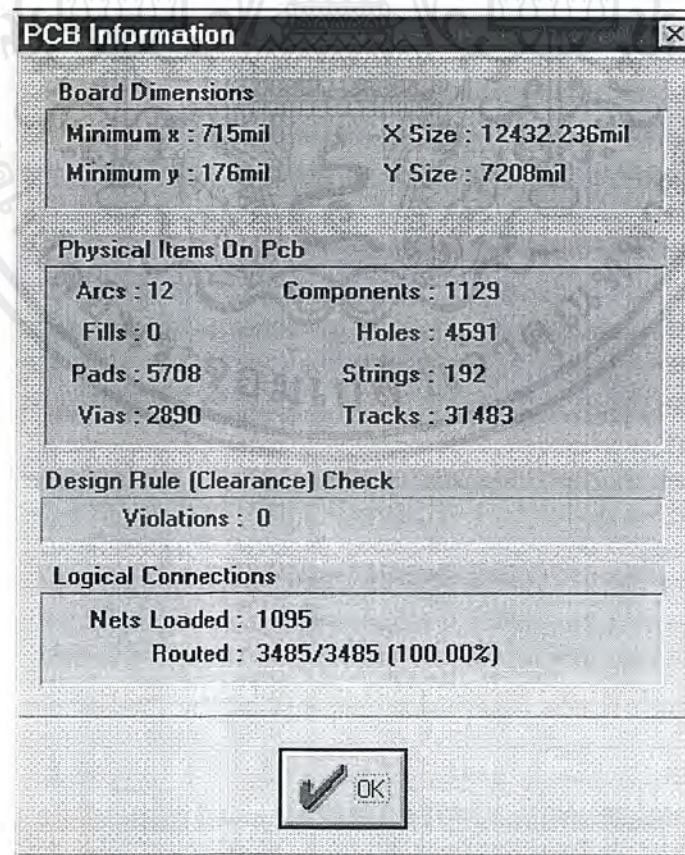 PCB Information
Board Dimensions
Minimum x : 715mil X Size : 12432.236mil
Minimum y : 176mil Y Size : 7208mil
Physical Items On Pcb
Arcs : 12 Components : 1129
Fills : 0 Holes : 4591
Pads : 5708 Strings : 192
Vias : 2890 Tracks : 31483
Design Rule (Clearance) Check
Violations : 0
Logical Connections
Nets Loaded : 1095
Routed : 3485/3485 (100.00%)
OK